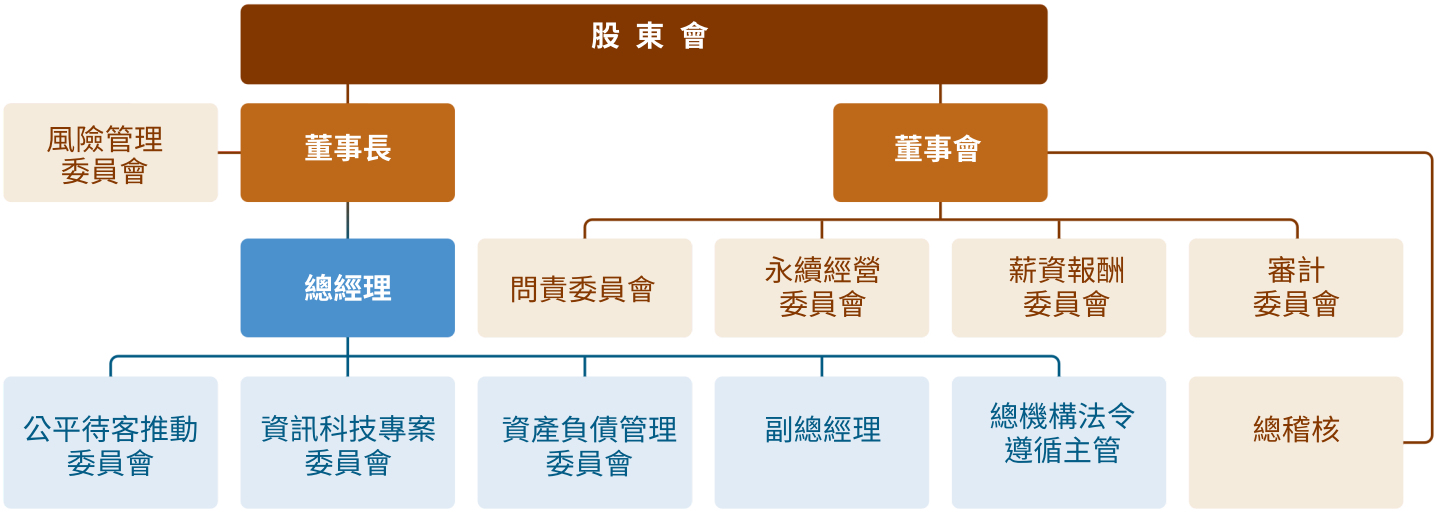 股東會
風險管理
委員會
董事長
董事會
總經理
問責委員會
永續經營
委員會
薪資報酬
委員會
審計
委員會
公平待客推動
委員會
資訊科技專案
委員會
資產負債管理
委員會
副總經理
總機構法令
遵循主管
總稽核